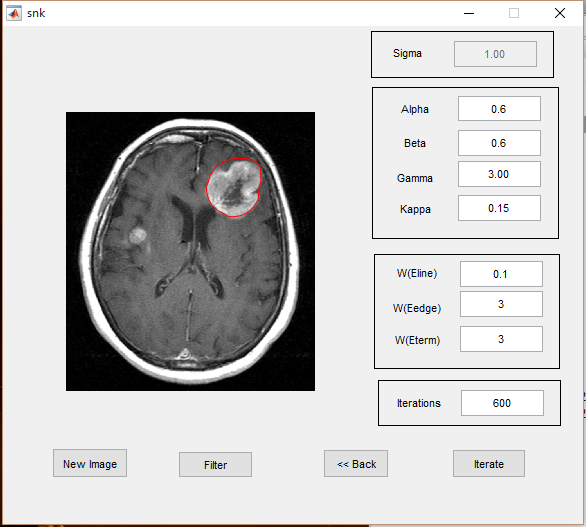 snk
Sigma 1.00
Alpha 0.6
Beta 0.6
Gamma 3.00
Kappa 0.15
W(Eline) 0.1
W(Eedge) 3
W(Eterm) 3
Iterations 600
New Image Filter << Back Iterate